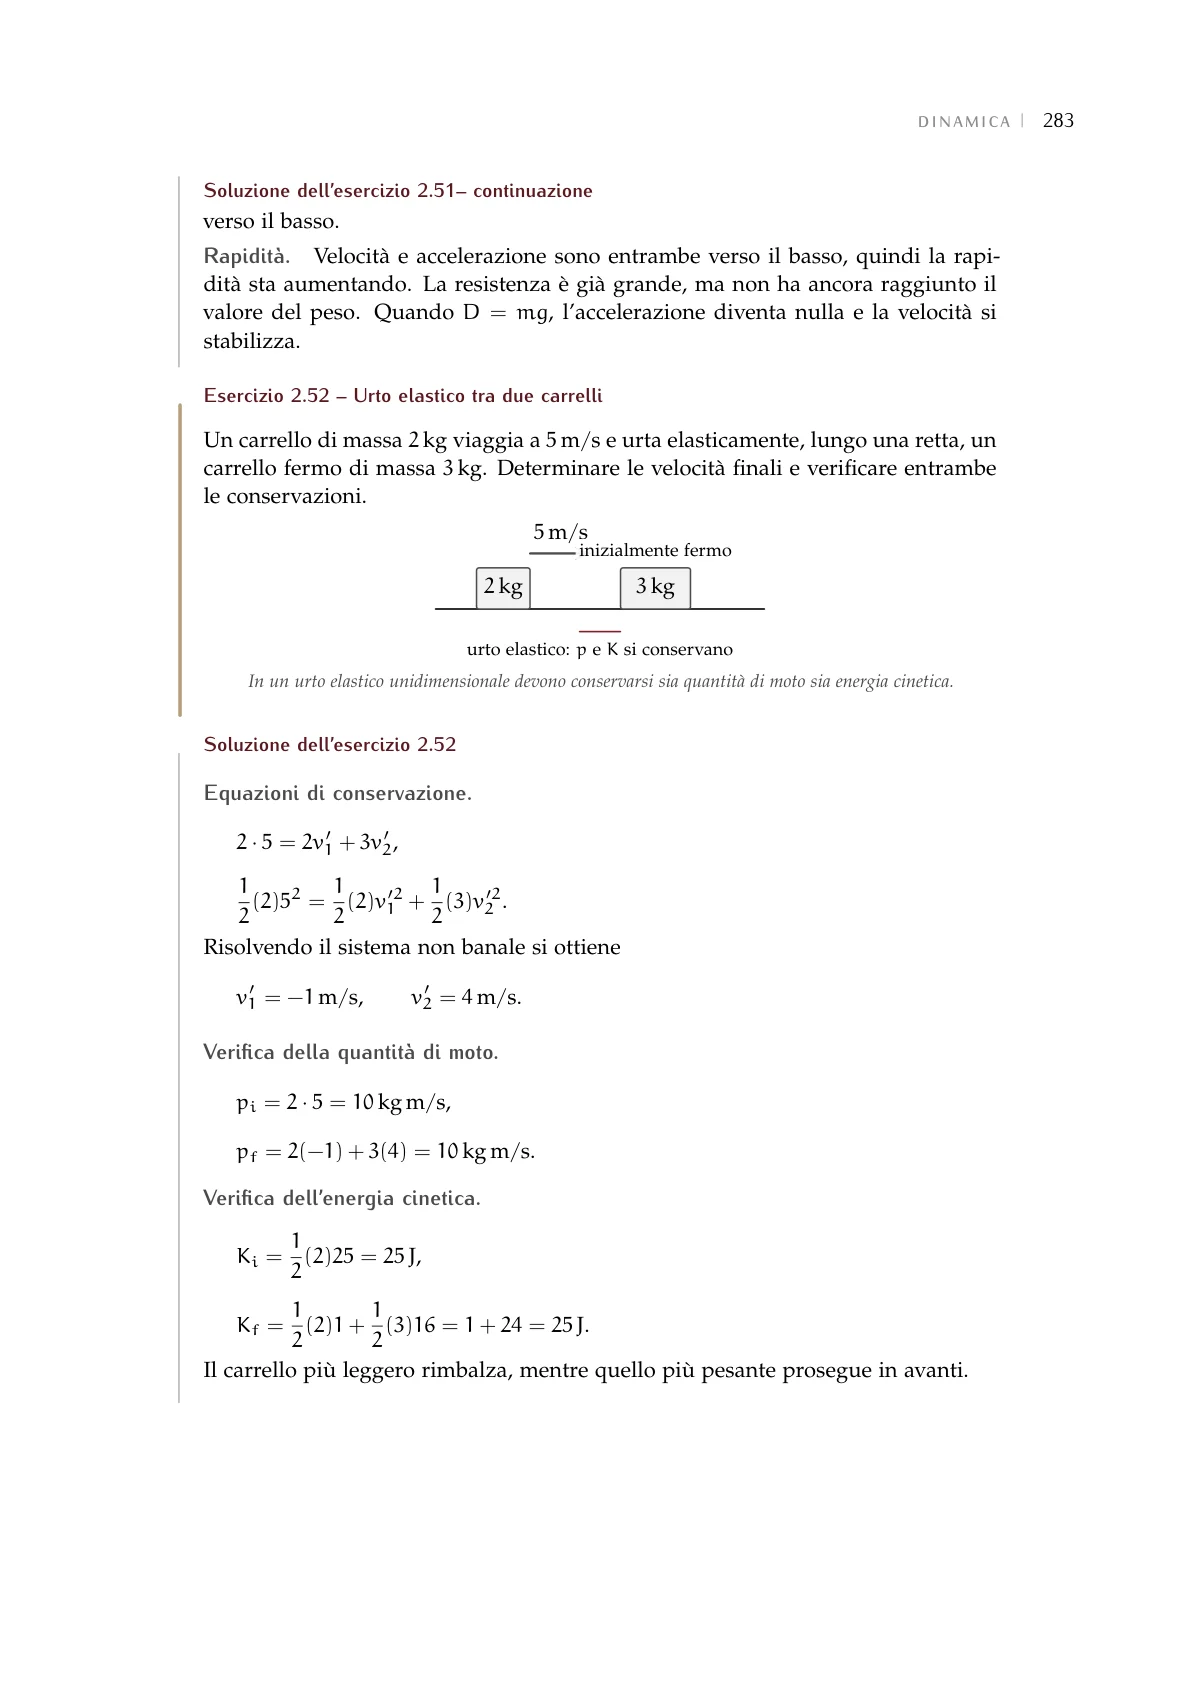 DINAMICA | 283
Soluzione dell'esercizio 2.51– continuazione
verso il basso.
Rapidità. Velocità e accelerazione sono entrambe verso il basso, quindi la rapi-
dità sta aumentando. La resistenza è già grande, ma non ha ancora raggiunto il
valore del peso. Quando D = mg, l'accelerazione diventa nulla e la velocità si
stabilizza.
Esercizio 2.52 – Urto elastico tra due carrelli
Un carrello di massa 2 kg viaggia a 5 m/s e urta elasticamente, lungo una retta, un
carrello fermo di massa 3 kg. Determinare le velocità finali e verificare entrambe
le conservazioni.
5 m/s
inizialmente fermo
2 kg 3 kg
urto elastico: p e K si conservano
In un urto elastico unidimensionale devono conservarsi sia quantità di moto sia energia cinetica.
Soluzione dell'esercizio 2.52
Equazioni di conservazione.
2 · 5 = 2v′₁ + 3v′₂,
1/2(2)5² = 1/2(2)v′₁² + 1/2(3)v′₂².
Risolvendo il sistema non banale si ottiene
v′₁ = −1 m/s, v′₂ = 4 m/s.
Verifica della quantità di moto.
pᵢ = 2 · 5 = 10 kg m/s,
p_f = 2(−1) + 3(4) = 10 kg m/s.
Verifica dell'energia cinetica.
Kᵢ = 1/2(2)25 = 25 J,
K_f = 1/2(2)1 + 1/2(3)16 = 1 + 24 = 25 J.
Il carrello più leggero rimbalza, mentre quello più pesante prosegue in avanti.